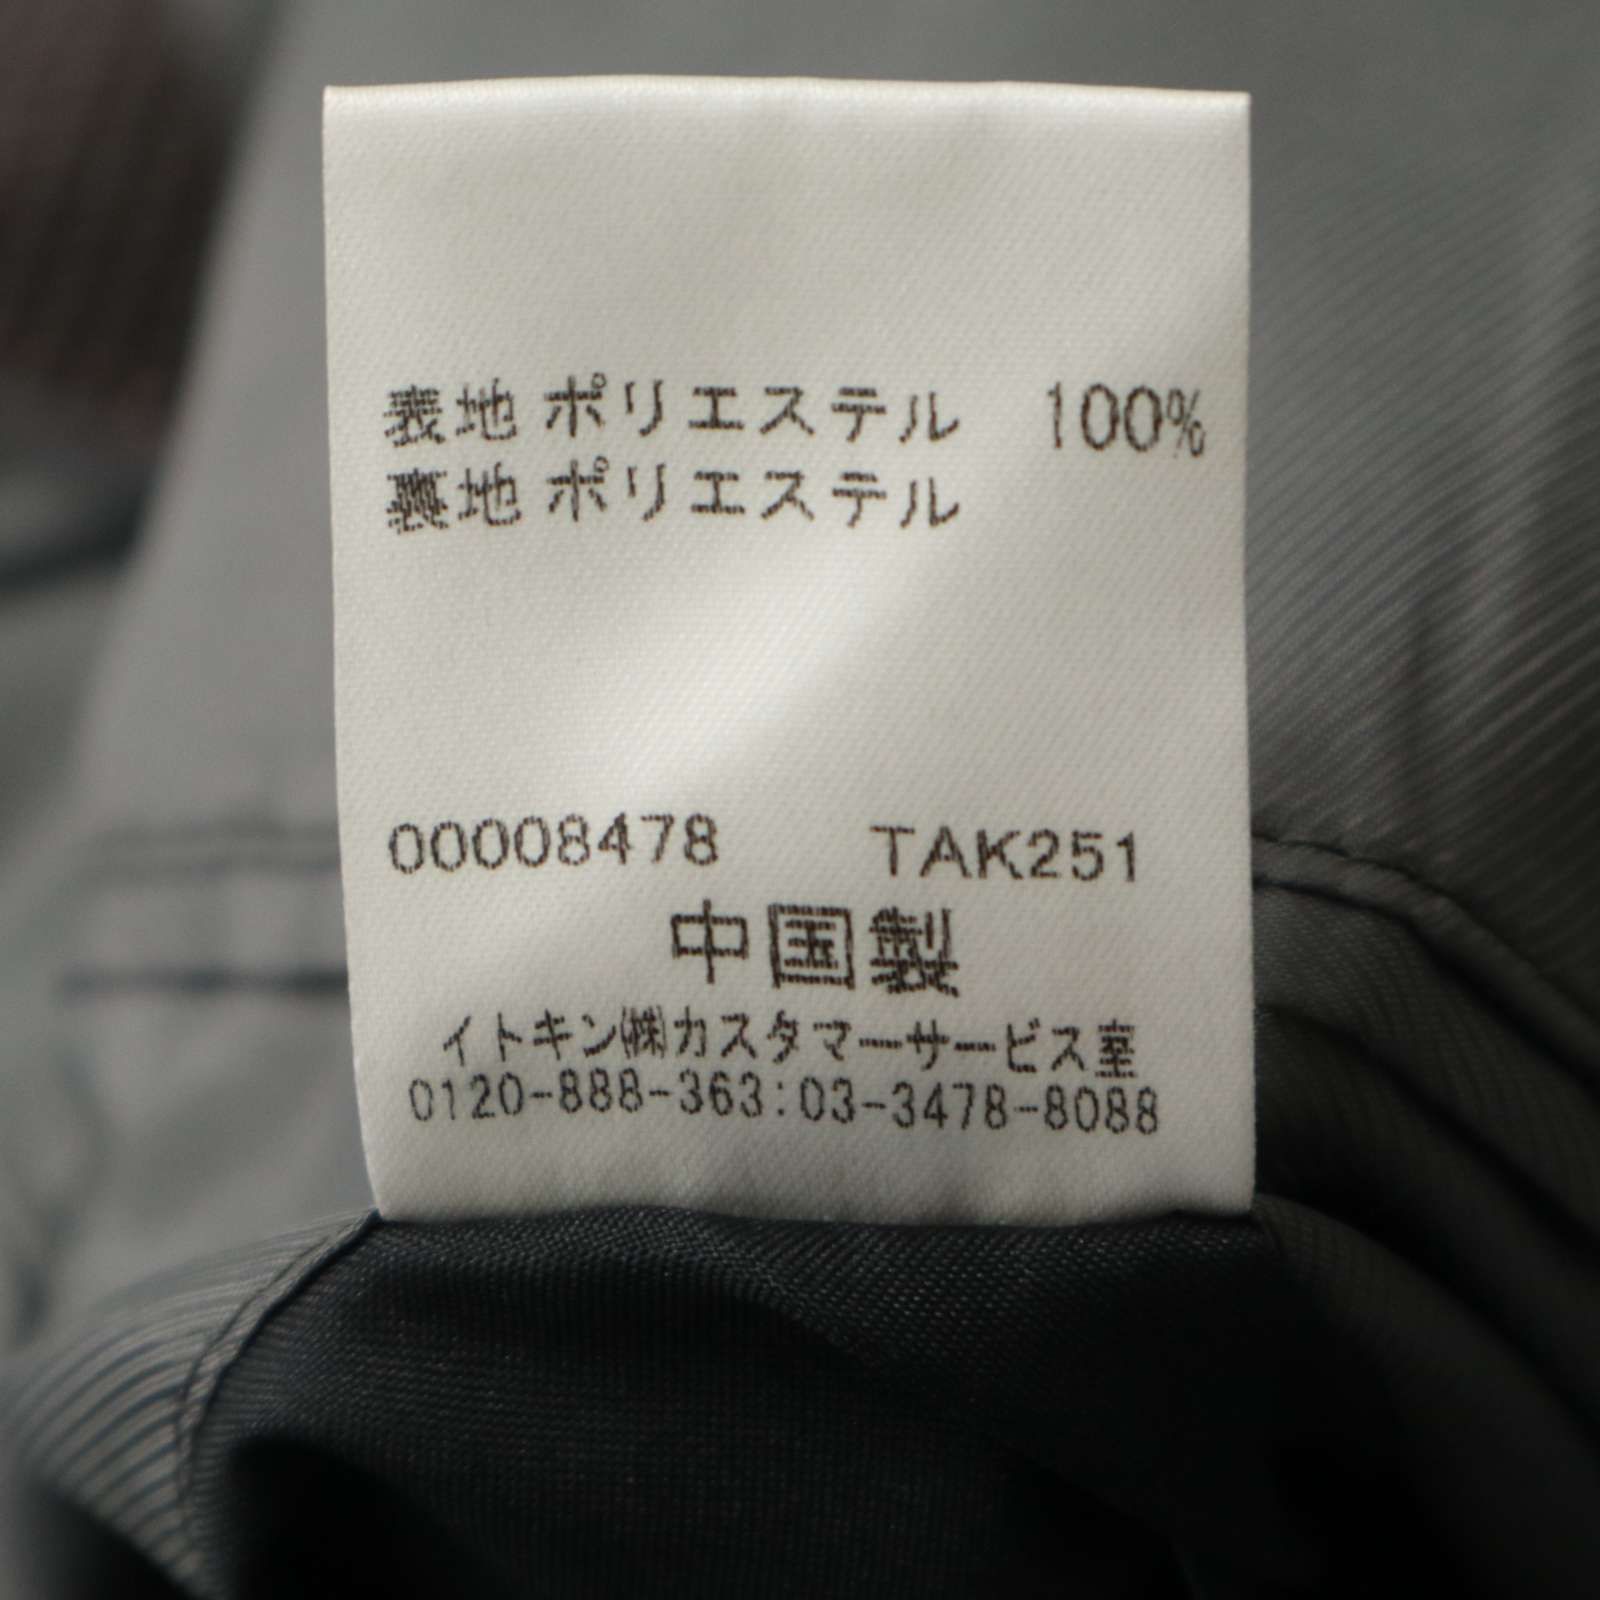 表地 ポリエステル 100%
裏地 ポリエステル
00008478 TAK251
中国製
イトキン㈱カスタマーサービス室
0120-888-363:03-3478-8088